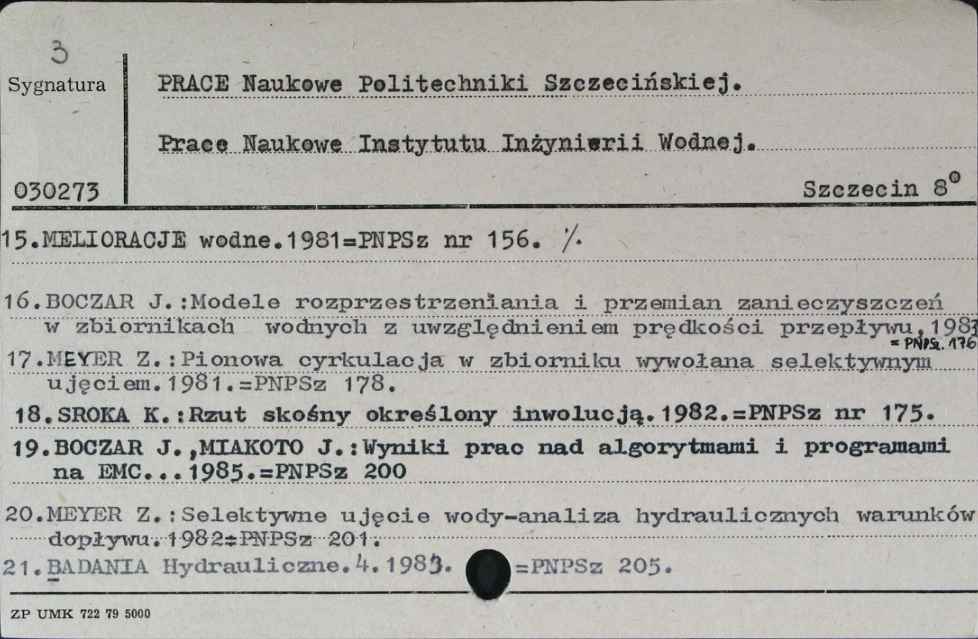 3
Sygnatura
PRACE Naukowe Politechniki Szczecińskiej.
Prace Naukowe Instytutu Inżynierii Wodnej.
030273
Szczecin 8°
15.MELIORACJE wodne.1981=PNPSz nr 156. ⁒
16.BOCZAR J.:Modele rozprzestrzeniania i przemian zanieczyszczeń
w zbiornikach wodnych z uwzględnieniem prędkości przepływu,1981
= PNPSz. 176
17.MEYER Z.:Pionowa cyrkulacja w zbiorniku wywołana selektywnym
ujęciem.1981.=PNPSz 178.
18.SROKA K.:Rzut skośny określony inwolucją.1982.=PNPSz nr 175.
19.BOCZAR J.,MIAKOTO J.:Wyniki prac nad algorytmami i programami
na EMC...1985.=PNPSz 200
20.MEYER Z.:Selektywne ujęcie wody-analiza hydraulicznych warunków
dopływu.1982=PNPSz 201.
21.BADANIA Hydrauliczne.4. =PNPSz 205.
ZP UMK 722 79 5000